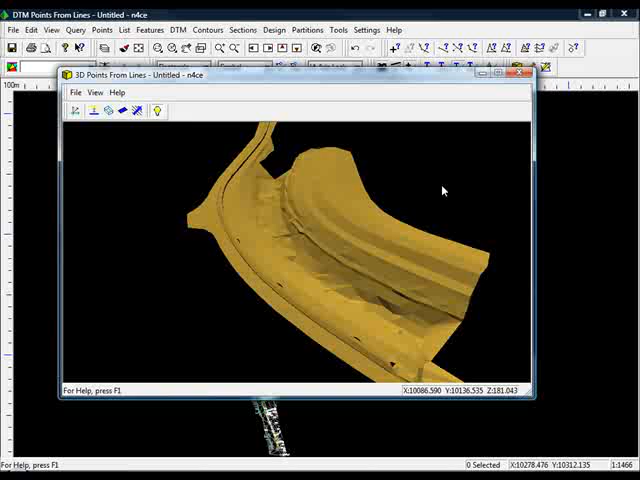 DTM Points From Lines - Untitled - n4ce
File Edit View Query Points List Features DTM Contours Sections Design Partitions Tools Settings Help
100m
3D Points From Lines - Untitled - n4ce
File View Help
For Help, press F1
X:10086.590 Y:10136.535 Z:181.043
For Help, press F1
0 Selected X:10278.476 Y:10312.135 1:1466